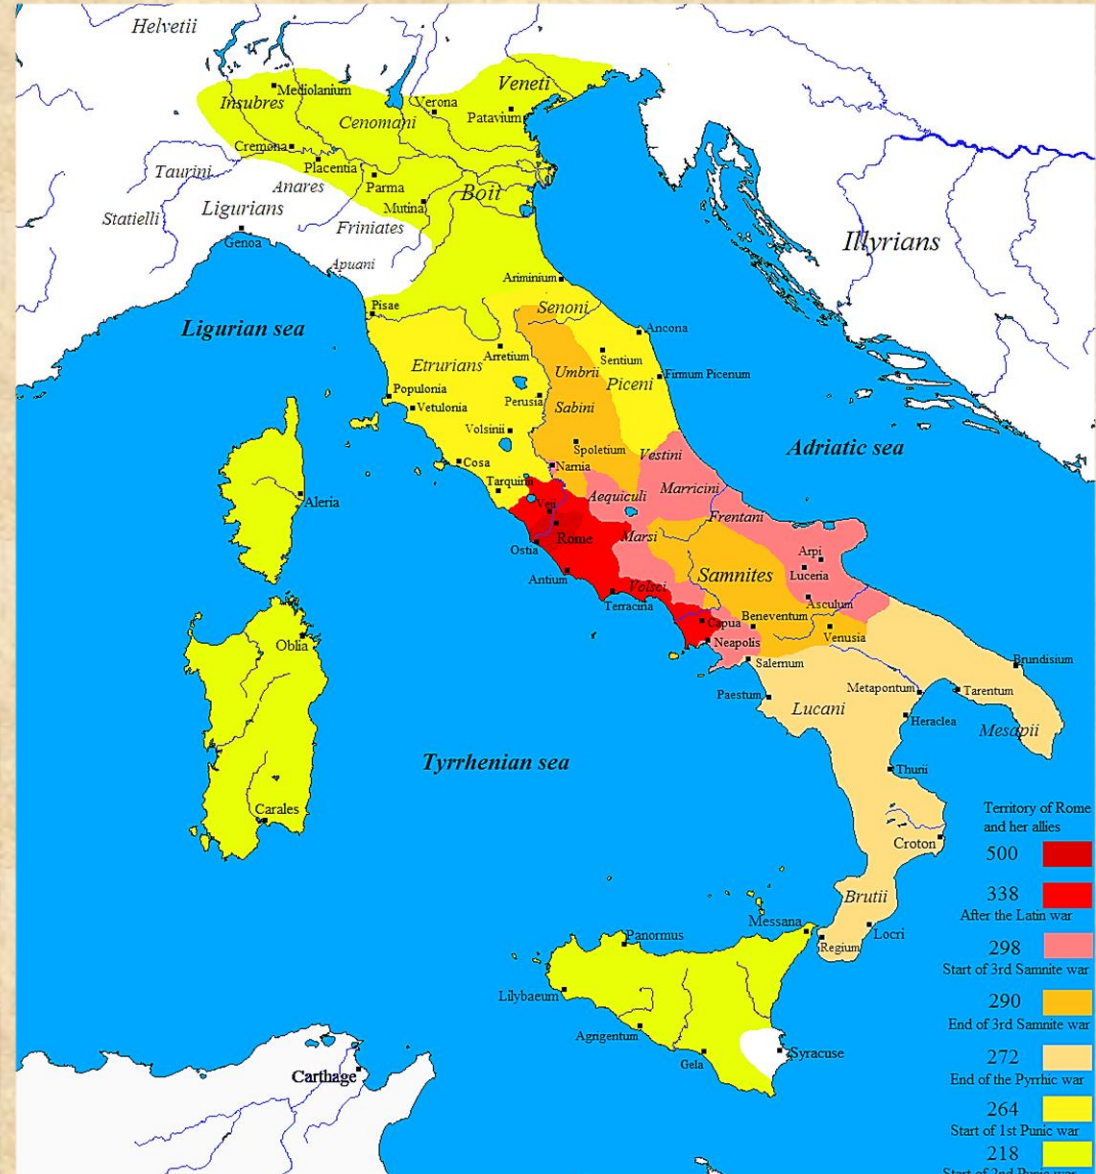 Helvetii
Veneti
Mediolanium
Insubres
Verona
Cenomani
Patavium
Cremona
Placentia
Taurini
Anares
Parma
Boii
Mutina
Statielli
Ligurians
Friniates
Genoa
Illyrians
Apuani
Ariminium
Pisae
Senoni
Ligurian sea
Ancona
Arretium
Sentium
Etrurians
Umbrii
Piceni
Firmum Picenum
Populonia
Perusia
Vetulonia
Sabini
Volsinii
Spoletium
Adriatic sea
Vestini
Cosa
Narnia
Tarquinii
Marricini
Aequiculi
Aleria
Veii
Frentani
Rome
Marsi
Ostia
Arpi
Luceria
Antium
Samnites
Volsci
Terracina
Asculum
Beneventum
Capua
Venusia
Neapolis
Oblia
Salernum
Brundisium
Paestum
Metapontum
Tarentum
Lucani
Heraclea
Mesapii
Tyrrhenian sea
Thurii
Carales
Croton
Brutii
Messana
Locri
Panormus
Regium
Lilybaeum
Agrigentum
Syracuse
Gela
Carthage
Territory of Rome
and her allies
500
338
After the Latin war
298
Start of 3rd Samnite war
290
End of 3rd Samnite war
272
End of the Pyrrhic war
264
Start of 1st Punic war
218
Start of 2nd Punic war